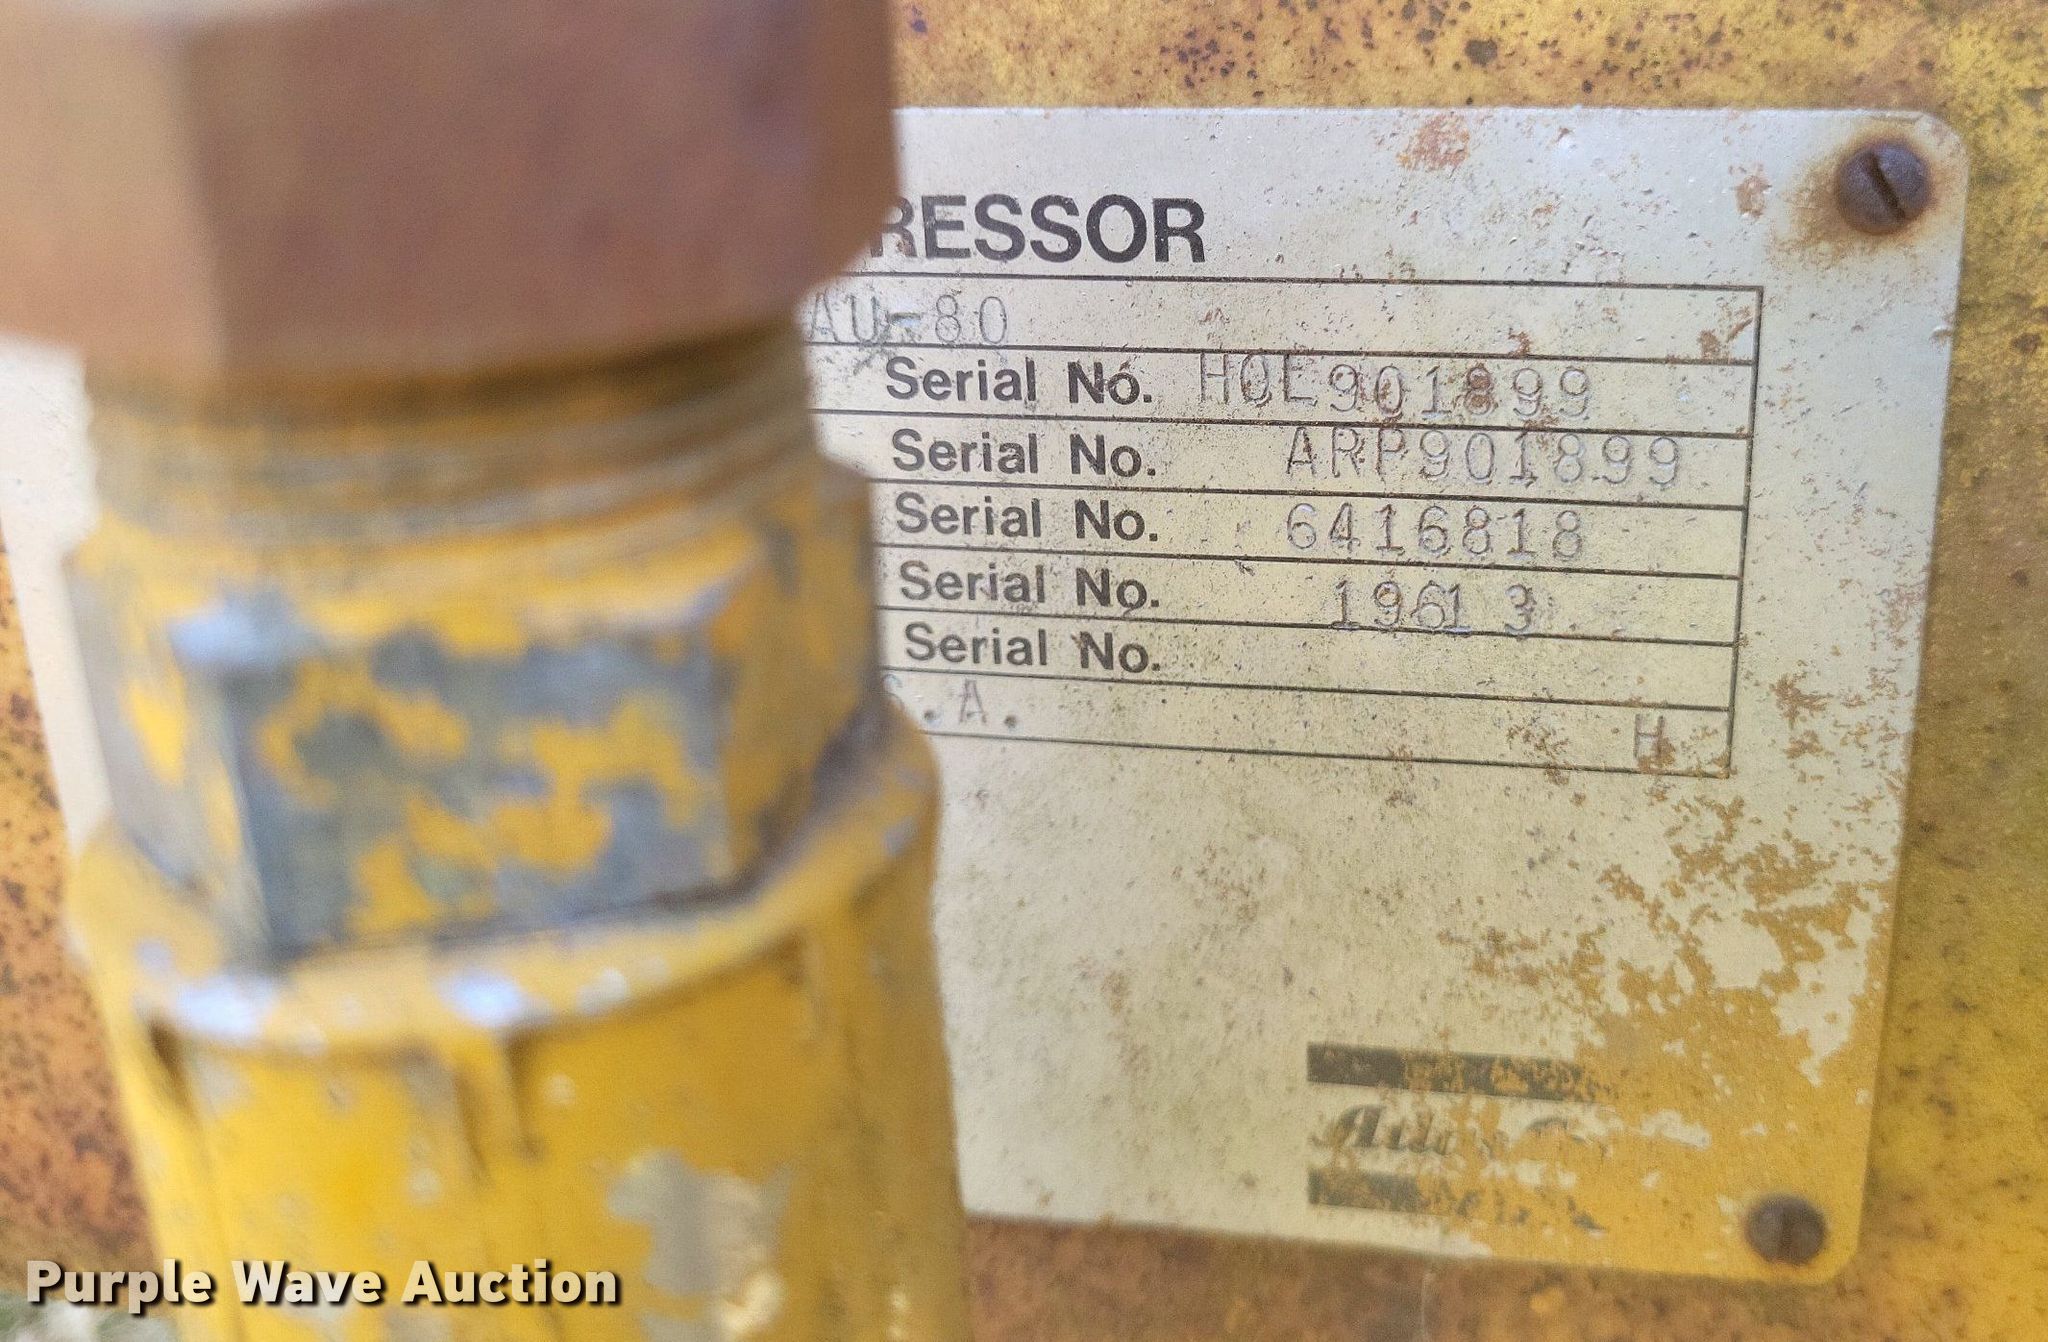 RESSOR
AU-80
Serial No. HOL901899
Serial No. ARP901899
Serial No. 6416818
Serial No. 1961 3
Serial No.
S.A.
H
Atlas
Purple Wave Auction